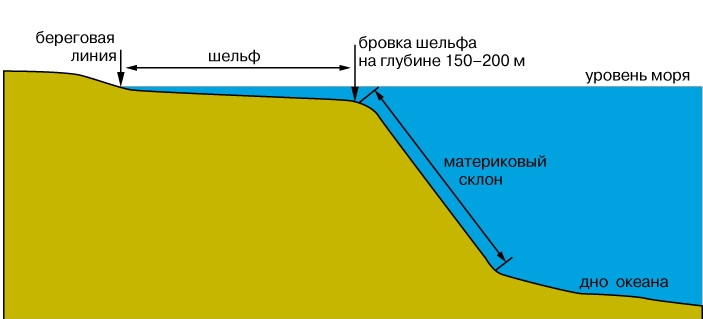 береговая
линия
шельф
бровка шельфа
на глубине 150–200 м
уровень моря
материковый
склон
дно океана